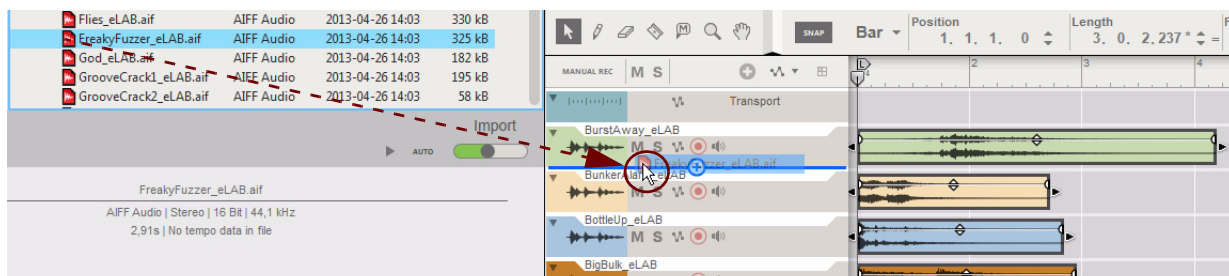 Flies_eLAB.aif AIFF Audio 2013-04-26 14:03 330 kB
FreakyFuzzer_eLAB.aif AIFF Audio 2013-04-26 14:03 325 kB
God_eLAB.aif AIFF Audio 2013-04-26 14:03 182 kB
GrooveCrack1_eLAB.aif AIFF Audio 2013-04-26 14:03 195 kB
GrooveCrack2_eLAB.aif AIFF Audio 2013-04-26 14:03 58 kB
Import
AUTO
FreakyFuzzer_eLAB.aif
AIFF Audio | Stereo | 16 Bit | 44,1 kHz
2,91s | No tempo data in file
M
SNAP
Bar
Position
1. 1. 1. 0
Length
3. 0. 2.237 *
=
MANUAL REC M S
L 4 2 3 4
Transport
BurstAway_eLAB
M S
FreakyFuzzer_eLAB.aif
BunkerAlarm_eLAB
M S
BottleUp_eLAB
M S
BigBulk_eLAB